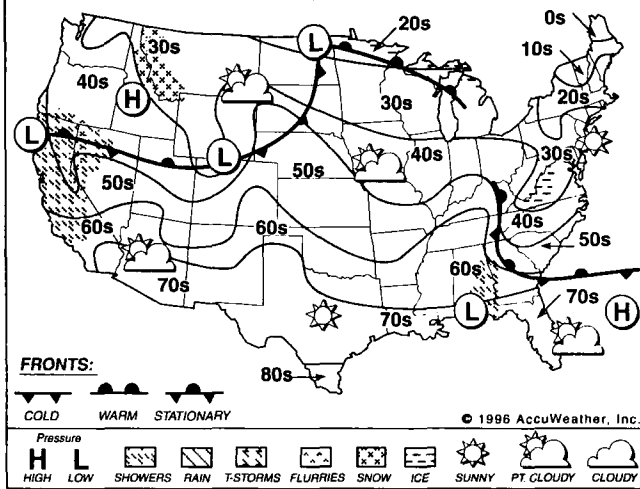 20s
0s
30s
L
10s
40s
20s
H
30s
L
40s
30s
L
50s
50s
40s
60s
60s
50s
60s
70s
70s
L
70s
H
80s
FRONTS:
COLD WARM STATIONARY
© 1996 AccuWeather, Inc.
Pressure
H L
HIGH LOW SHOWERS RAIN T-STORMS FLURRIES SNOW ICE SUNNY PT. CLOUDY CLOUDY